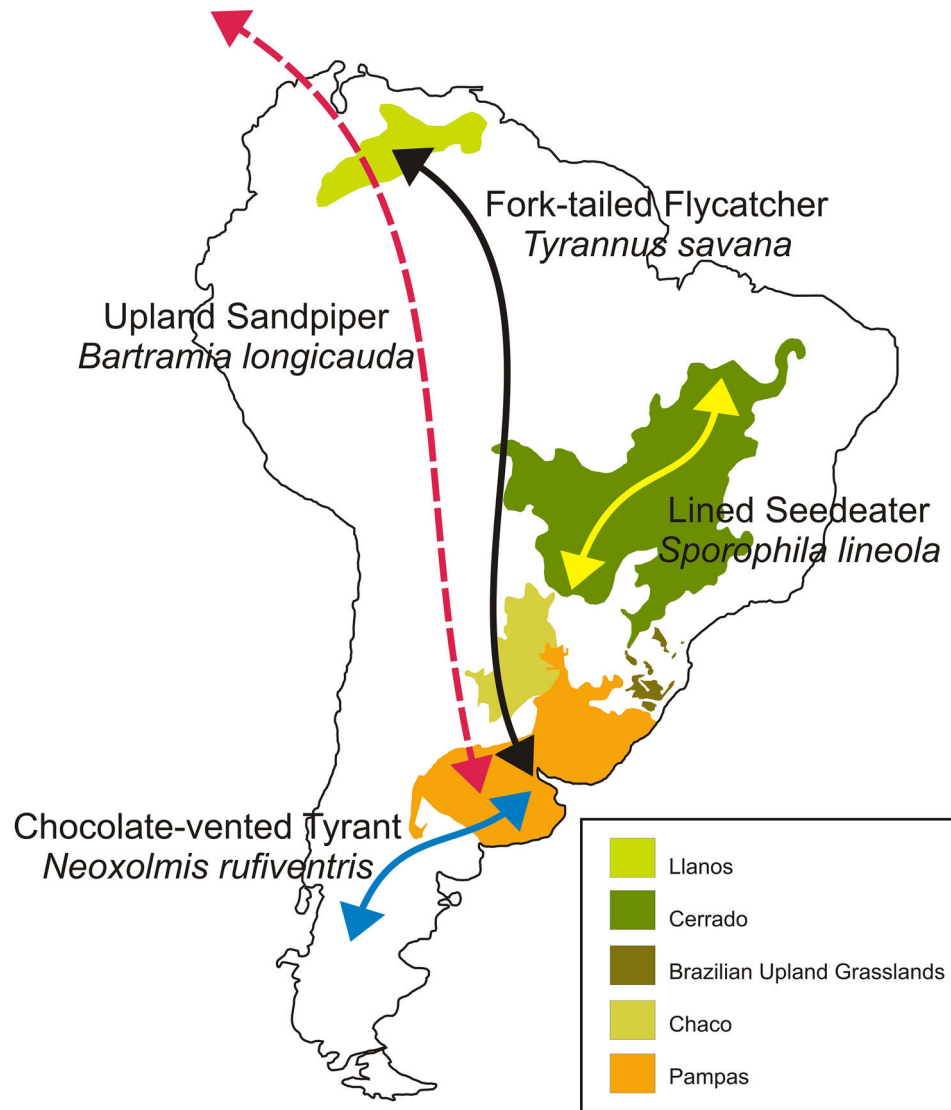 Fork-tailed Flycatcher
Tyrannus savana
Upland Sandpiper
Bartramia longicauda
Lined Seedeater
Sporophila lineola
Chocolate-vented Tyrant
Neoxolmis rufiventris
Llanos
Cerrado
Brazilian Upland Grasslands
Chaco
Pampas